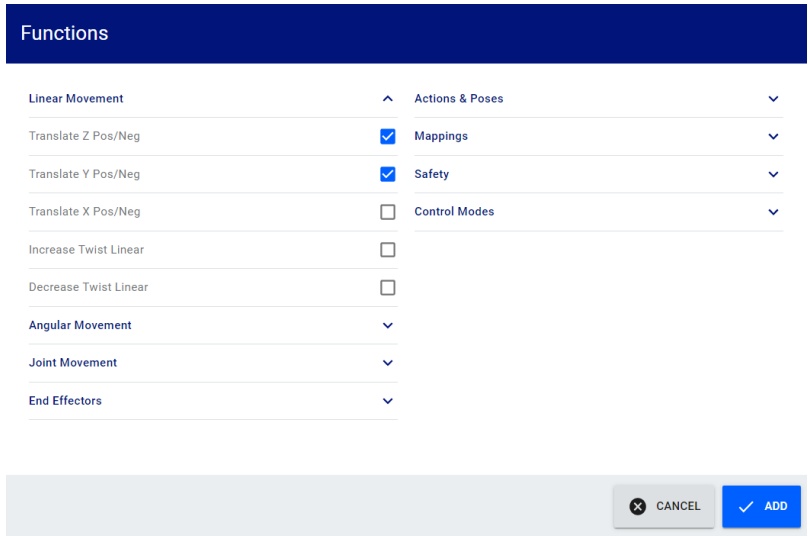 Functions
Linear Movement
Translate Z Pos/Neg
Translate Y Pos/Neg
Translate X Pos/Neg
Increase Twist Linear
Decrease Twist Linear
Angular Movement
Joint Movement
End Effectors
Actions & Poses
Mappings
Safety
Control Modes
CANCEL
ADD